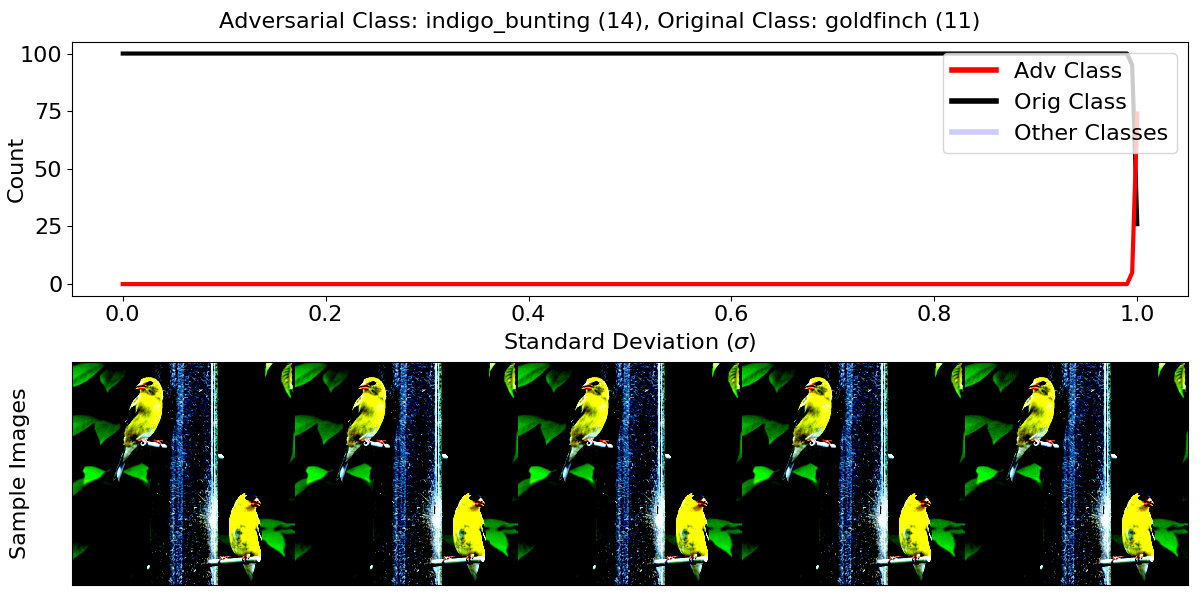 Adversarial Class: indigo_bunting (14), Original Class: goldfinch (11)
100
75
50
25
0
Count
Adv Class
Orig Class
Other Classes
0.0 0.2 0.4 0.6 0.8 1.0
Standard Deviation (σ)
Sample Images